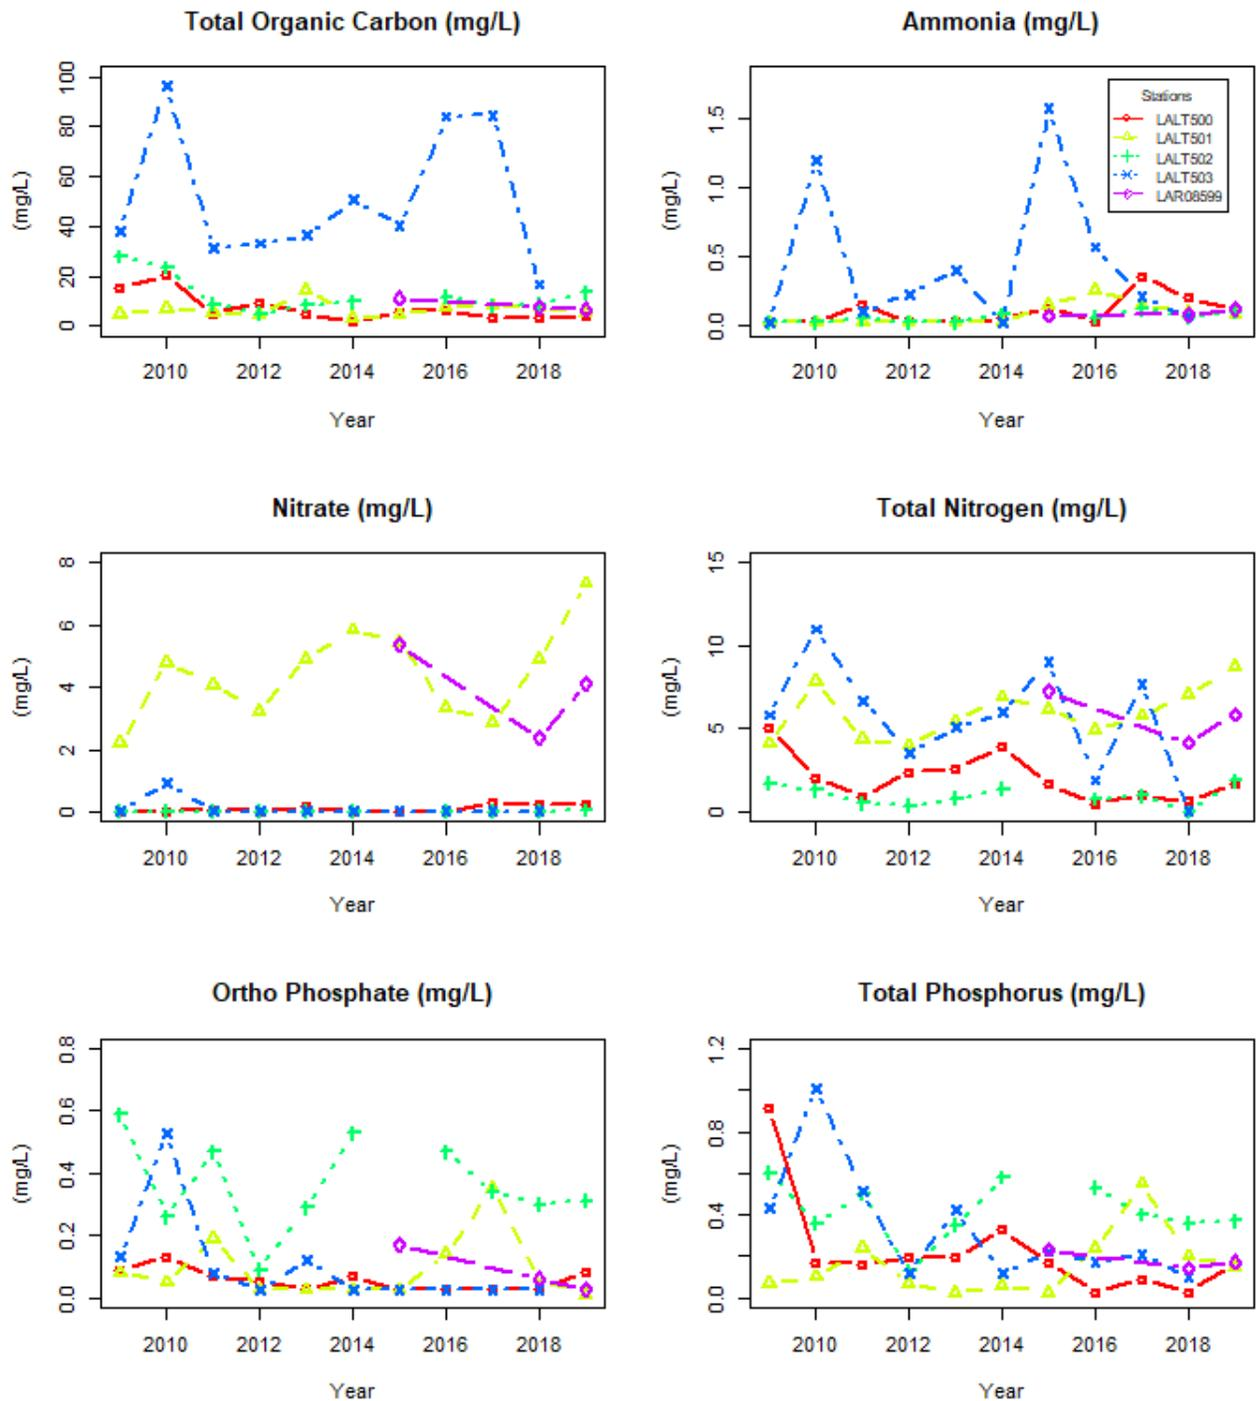 Total Organic Carbon (mg/L)
(mg/L)
100
80
60
40
20
0
2010 2012 2014 2016 2018
Year
Ammonia (mg/L)
(mg/L)
1.5
1.0
0.5
0.0
Stations
LALT500
LALT501
LALT502
LALT503
LAR08599
2010 2012 2014 2016 2018
Year
Nitrate (mg/L)
(mg/L)
8
6
4
2
0
2010 2012 2014 2016 2018
Year
Total Nitrogen (mg/L)
(mg/L)
15
10
5
0
2010 2012 2014 2016 2018
Year
Ortho Phosphate (mg/L)
(mg/L)
0.8
0.6
0.4
0.2
0.0
2010 2012 2014 2016 2018
Year
Total Phosphorus (mg/L)
(mg/L)
1.2
0.8
0.4
0.0
2010 2012 2014 2016 2018
Year